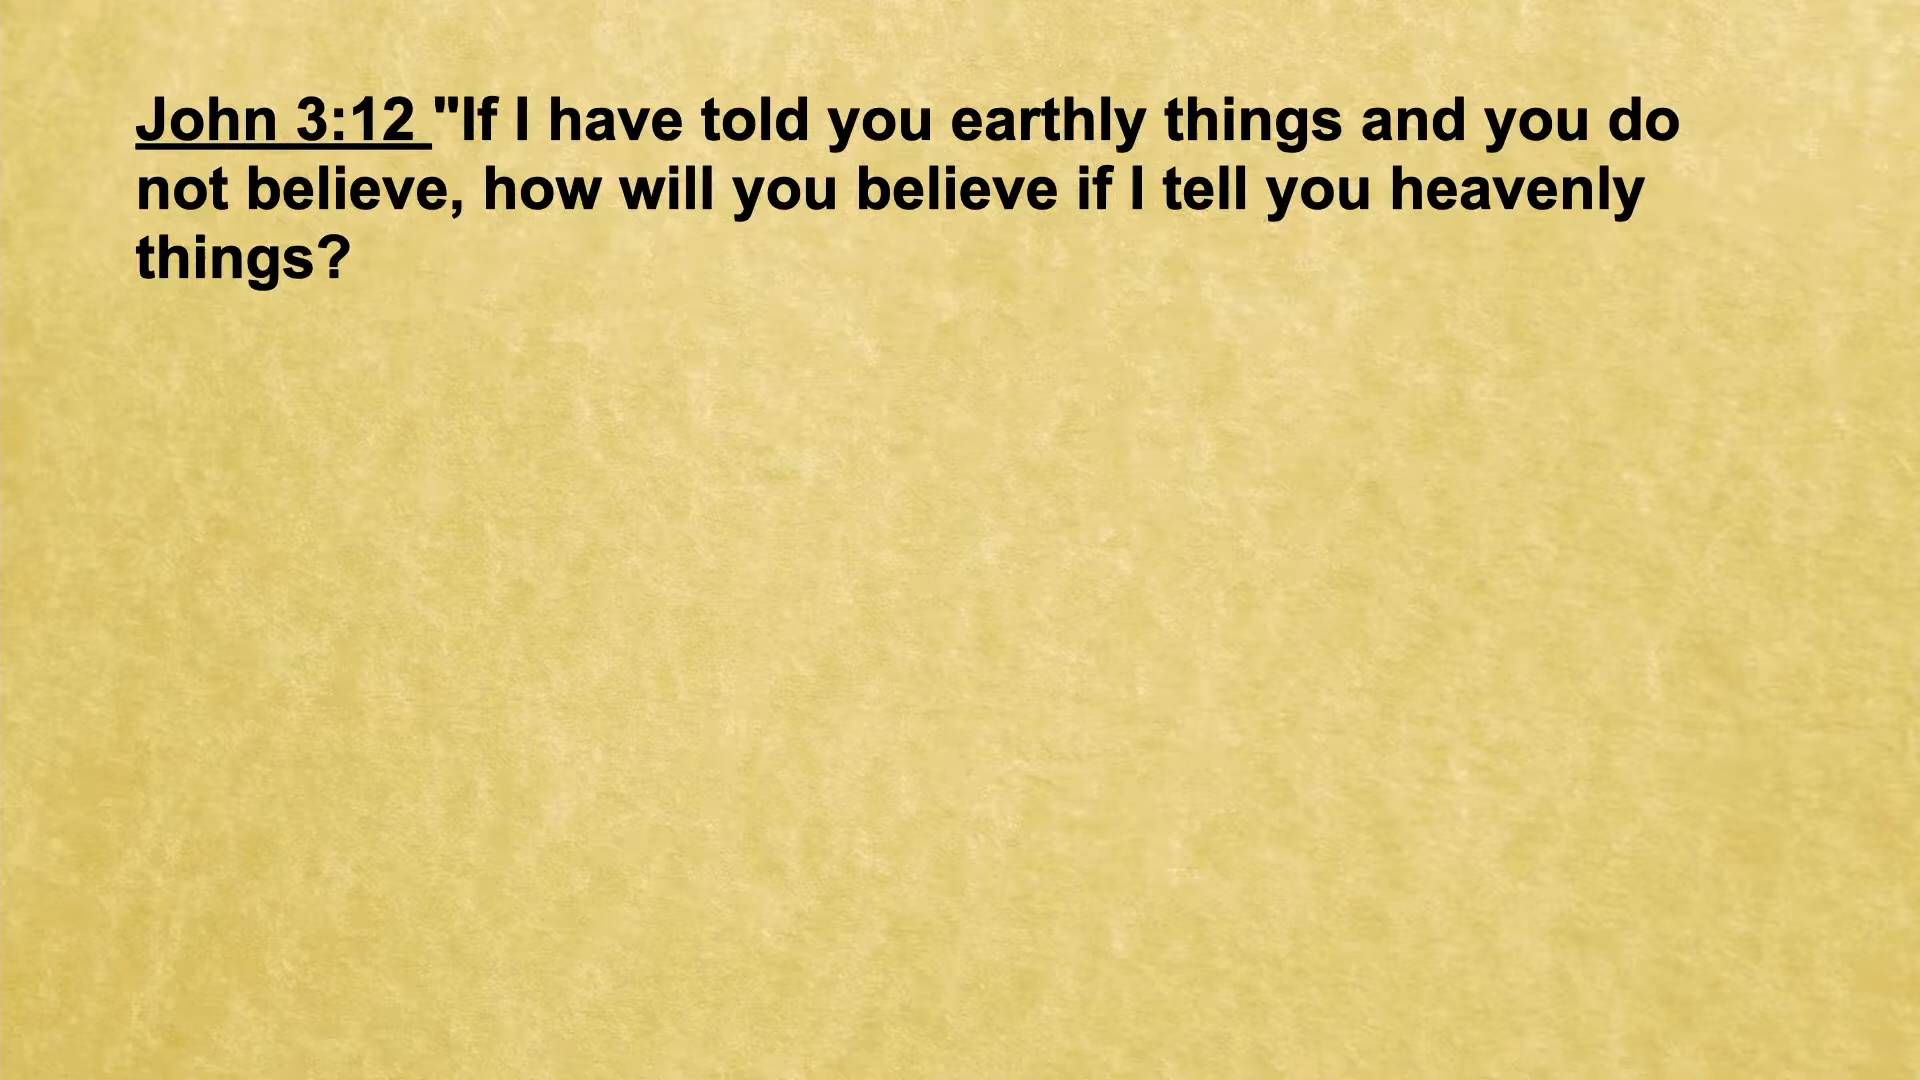 John 3:12 "If I have told you earthly things and you do
not believe, how will you believe if I tell you heavenly
things?